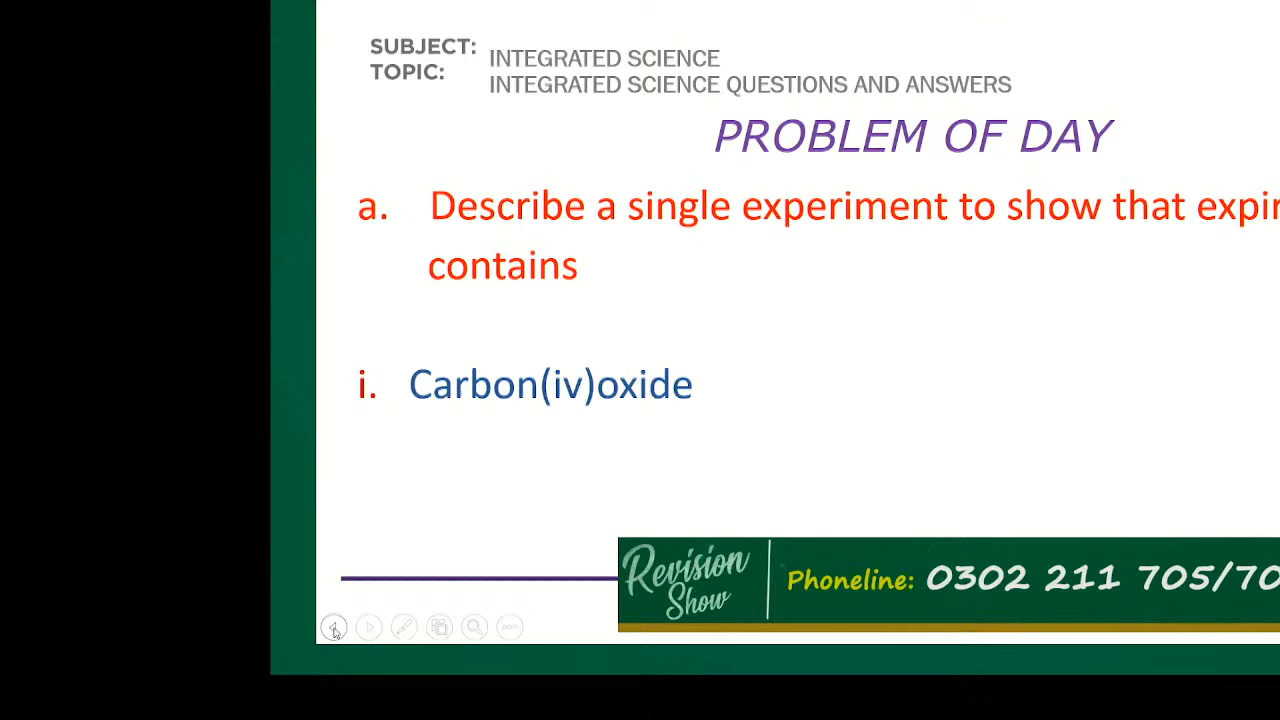 SUBJECT: INTEGRATED SCIENCE
TOPIC: INTEGRATED SCIENCE QUESTIONS AND ANSWERS
PROBLEM OF DAY
a. Describe a single experiment to show that expir
contains
i. Carbon(iv)oxide
Revision Show
Phoneline: 0302 211 705/70